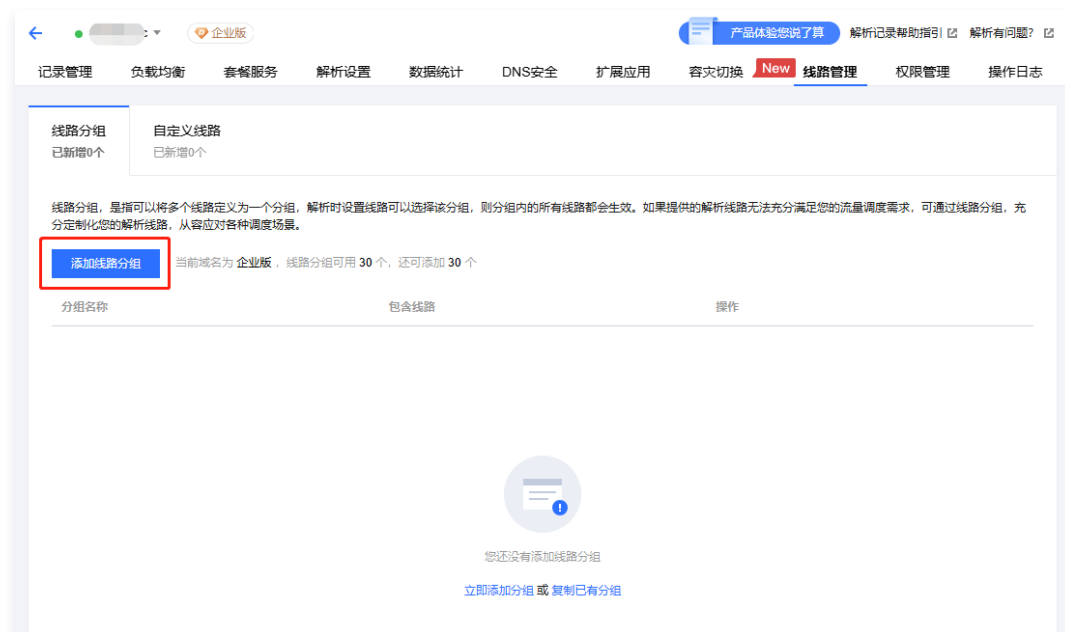 企业版 产品体验您说了算 解析记录帮助指引 解析有问题?
记录管理 负载均衡 套餐服务 解析设置 数据统计 DNS安全 扩展应用 容灾切换 New 线路管理 权限管理 操作日志
线路分组 自定义线路
已新增0个 已新增0个
线路分组，是指可以将多个线路定义为一个分组，解析时设置线路可以选择该分组，则分组内的所有线路都会生效。如果提供的解析线路无法充分满足您的流量调度需求，可通过线路分组，充
分定制化您的解析线路，从容应对各种调度场景。
添加线路分组 当前域名为 企业版 ，线路分组可用 30 个，还可添加 30 个
分组名称 包含线路 操作
您还没有添加线路分组
立即添加分组 或 复制已有分组